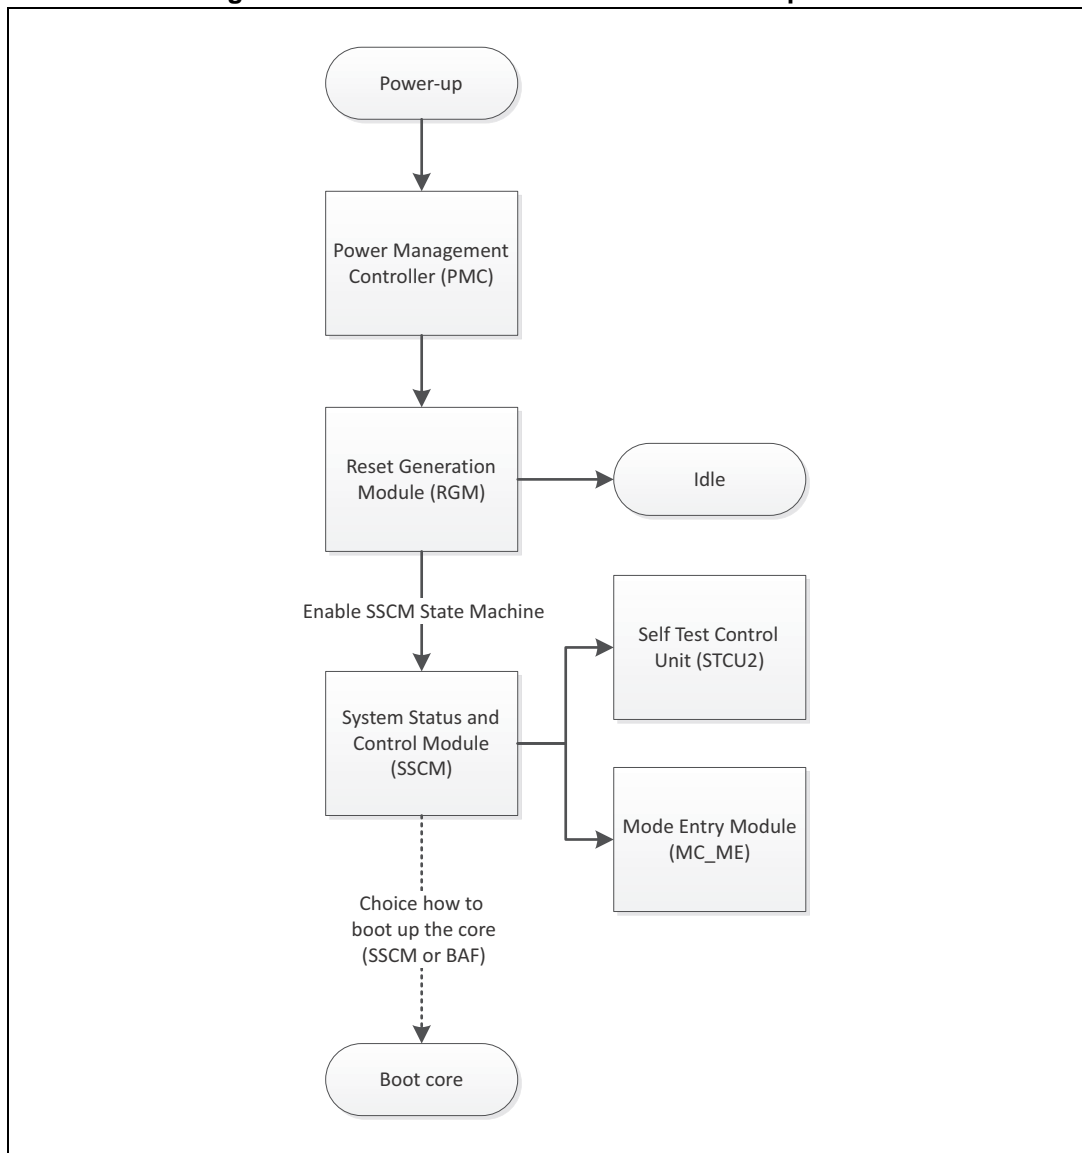 Power-up
Power Management
Controller (PMC)
Reset Generation
Module (RGM)
Idle
Enable SSCM State Machine
Self Test Control
Unit (STCU2)
System Status and
Control Module
(SSCM)
Mode Entry Module
(MC_ME)
Choice how to
boot up the core
(SSCM or BAF)
Boot core